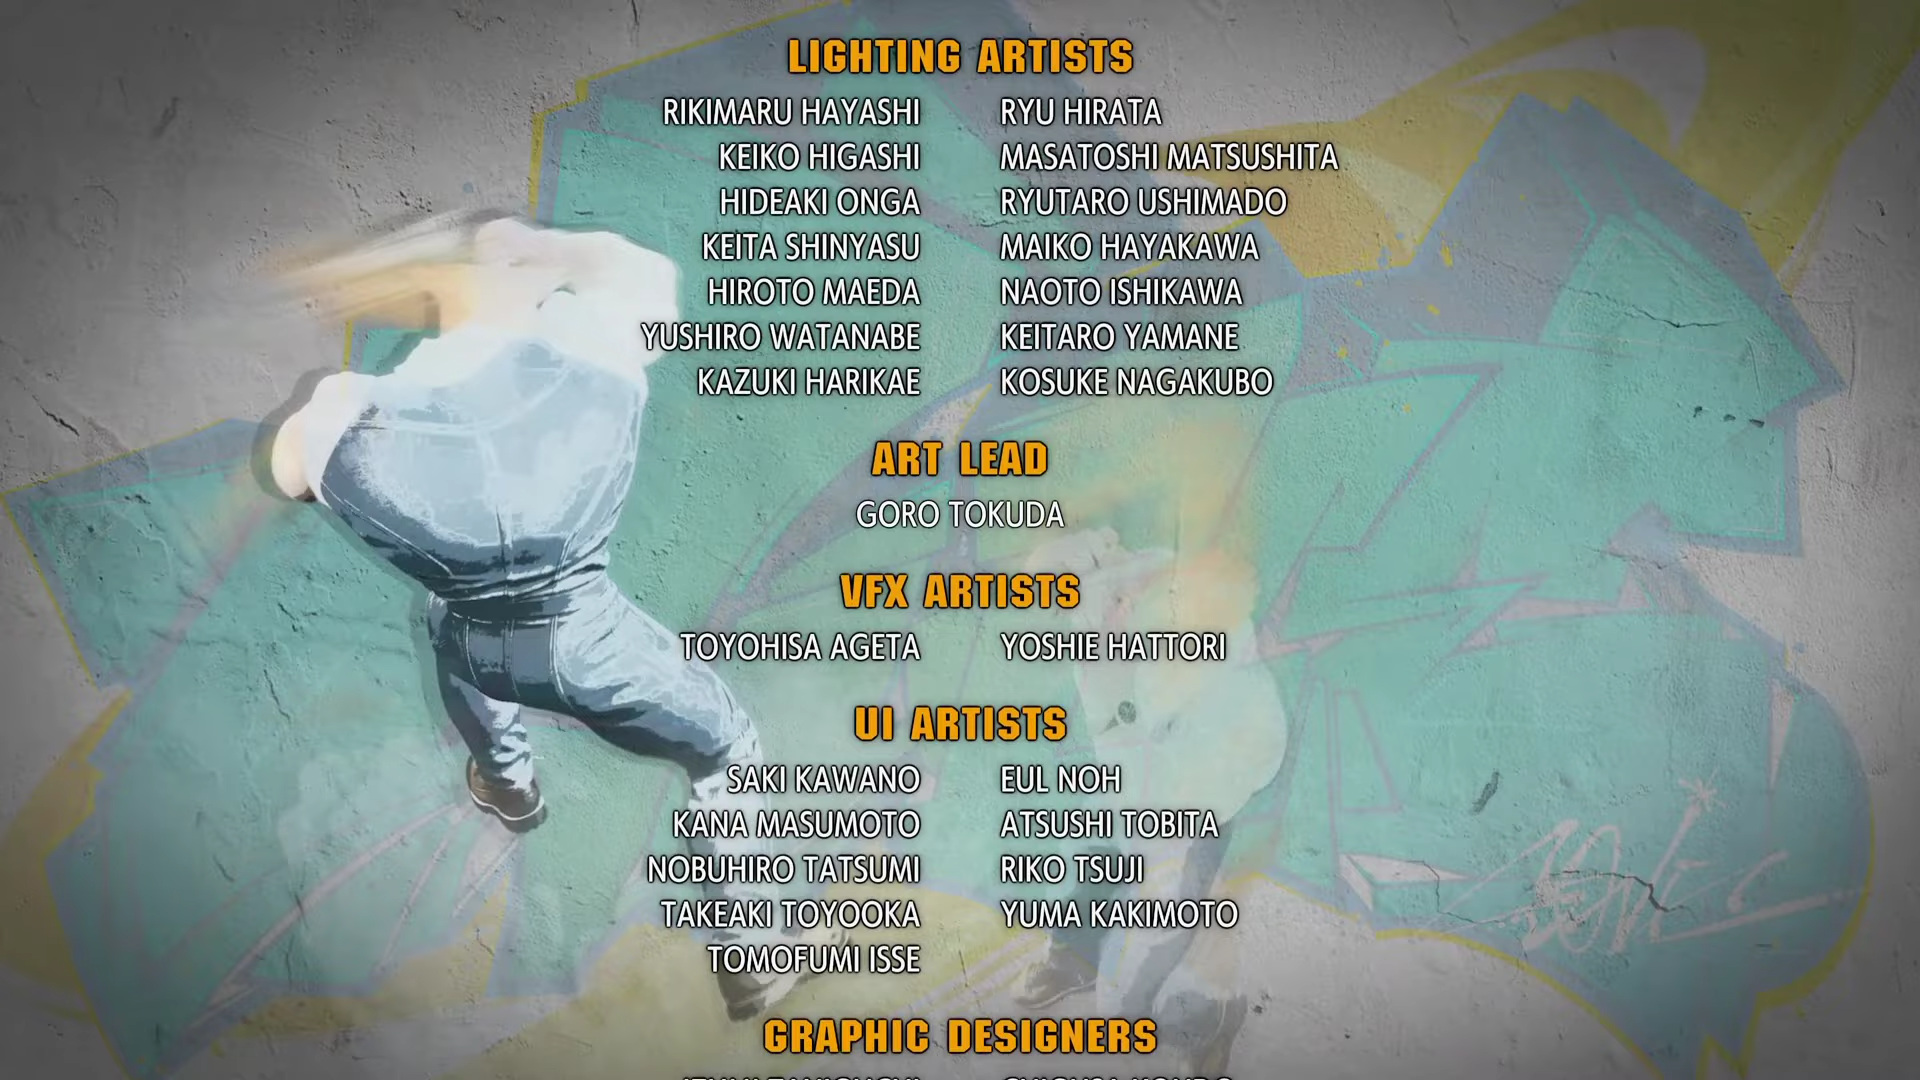 LIGHTING ARTISTS
RIKIMARU HAYASHI RYU HIRATA
KEIKO HIGASHI MASATOSHI MATSUSHITA
HIDEAKI ONGA RYUTARO USHIMADO
KEITA SHINYASU MAIKO HAYAKAWA
HIROTO MAEDA NAOTO ISHIKAWA
YUSHIRO WATANABE KEITARO YAMANE
KAZUKI HARIKAE KOSUKE NAGAKUBO
ART LEAD
GORO TOKUDA
VFX ARTISTS
TOYOHISA AGETA YOSHIE HATTORI
UI ARTISTS
SAKI KAWANO EUL NOH
KANA MASUMOTO ATSUSHI TOBITA
NOBUHIRO TATSUMI RIKO TSUJI
TAKEAKI TOYOOKA YUMA KAKIMOTO
TOMOFUMI ISSE
GRAPHIC DESIGNERS